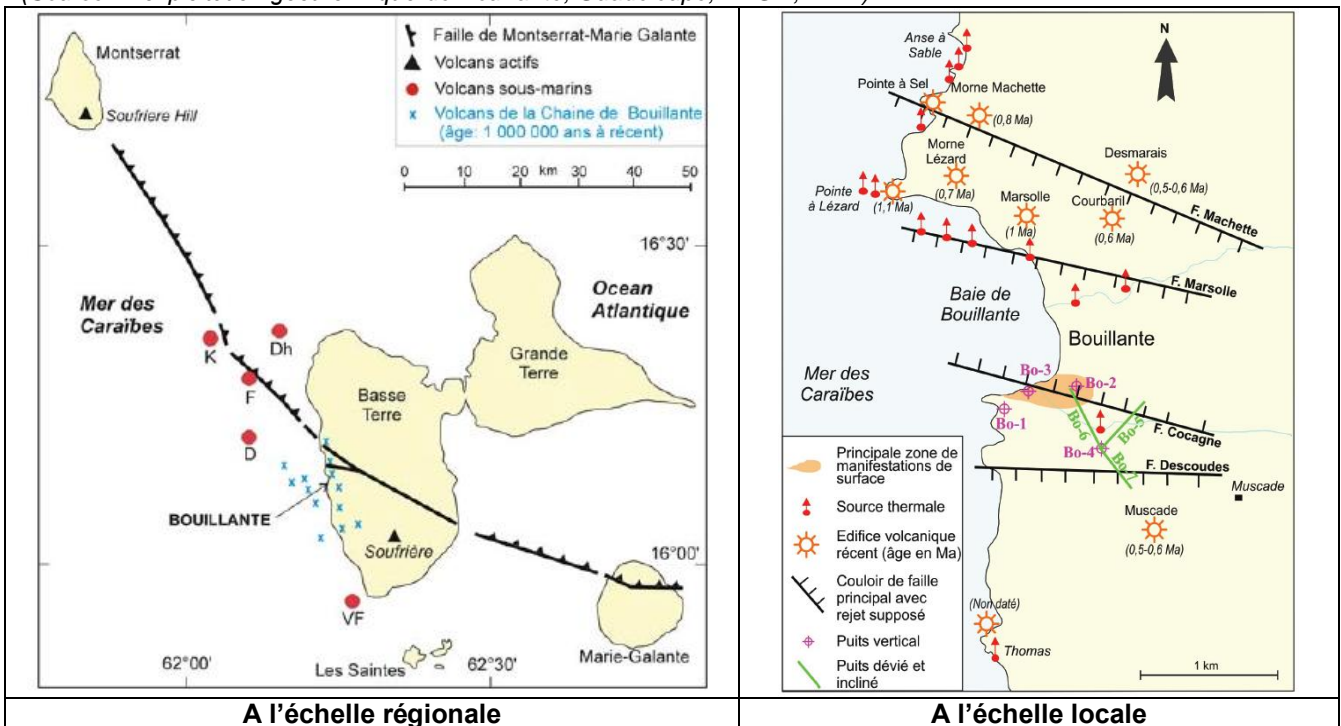 Montserrat
Soufriere Hill
Faille de Montserrat-Marie Galante
Volcans actifs
Volcans sous-marins
x Volcans de la Chaine de Bouillante
(âge: 1 000 000 ans à récent)
0 10 20 km 30 40 50
16°30'
Mer des
Caraïbes
Ocean
Atlantique
K
Dh
F
D
Basse
Terre
Grande
Terre
BOUILLANTE
Soufrière
16°00'
VF
62°00'
Les Saintes
62°30'
Marie-Galante
A l'échelle régionale
Anse à
Sable
N
Pointe à Sel
Morne Machette
(0,8 Ma)
Morne
Lézard
(0,7 Ma)
Desmarais
(0,5-0,6 Ma)
Pointe
à Lézard
(1,1 Ma)
Marsolle
(1 Ma)
Courbaril
(0,6 Ma)
F. Machette
F. Marsolle
Baie de
Bouillante
Bouillante
Mer des
Caraïbes
Bo-3
Bo-2
Bo-1
Bo-6
Bo-5
Bo-4
F. Cocagne
F. Descoudes
Muscade
Muscade
(0,5-0,6 Ma)
(Non daté)
Thomas
Principale zone de
manifestations de
surface
Source thermale
Edifice volcanique
récent (âge en Ma)
Couloir de faille
principal avec
rejet supposé
Puits vertical
Puits dévié et
incliné
1 km
A l'échelle locale